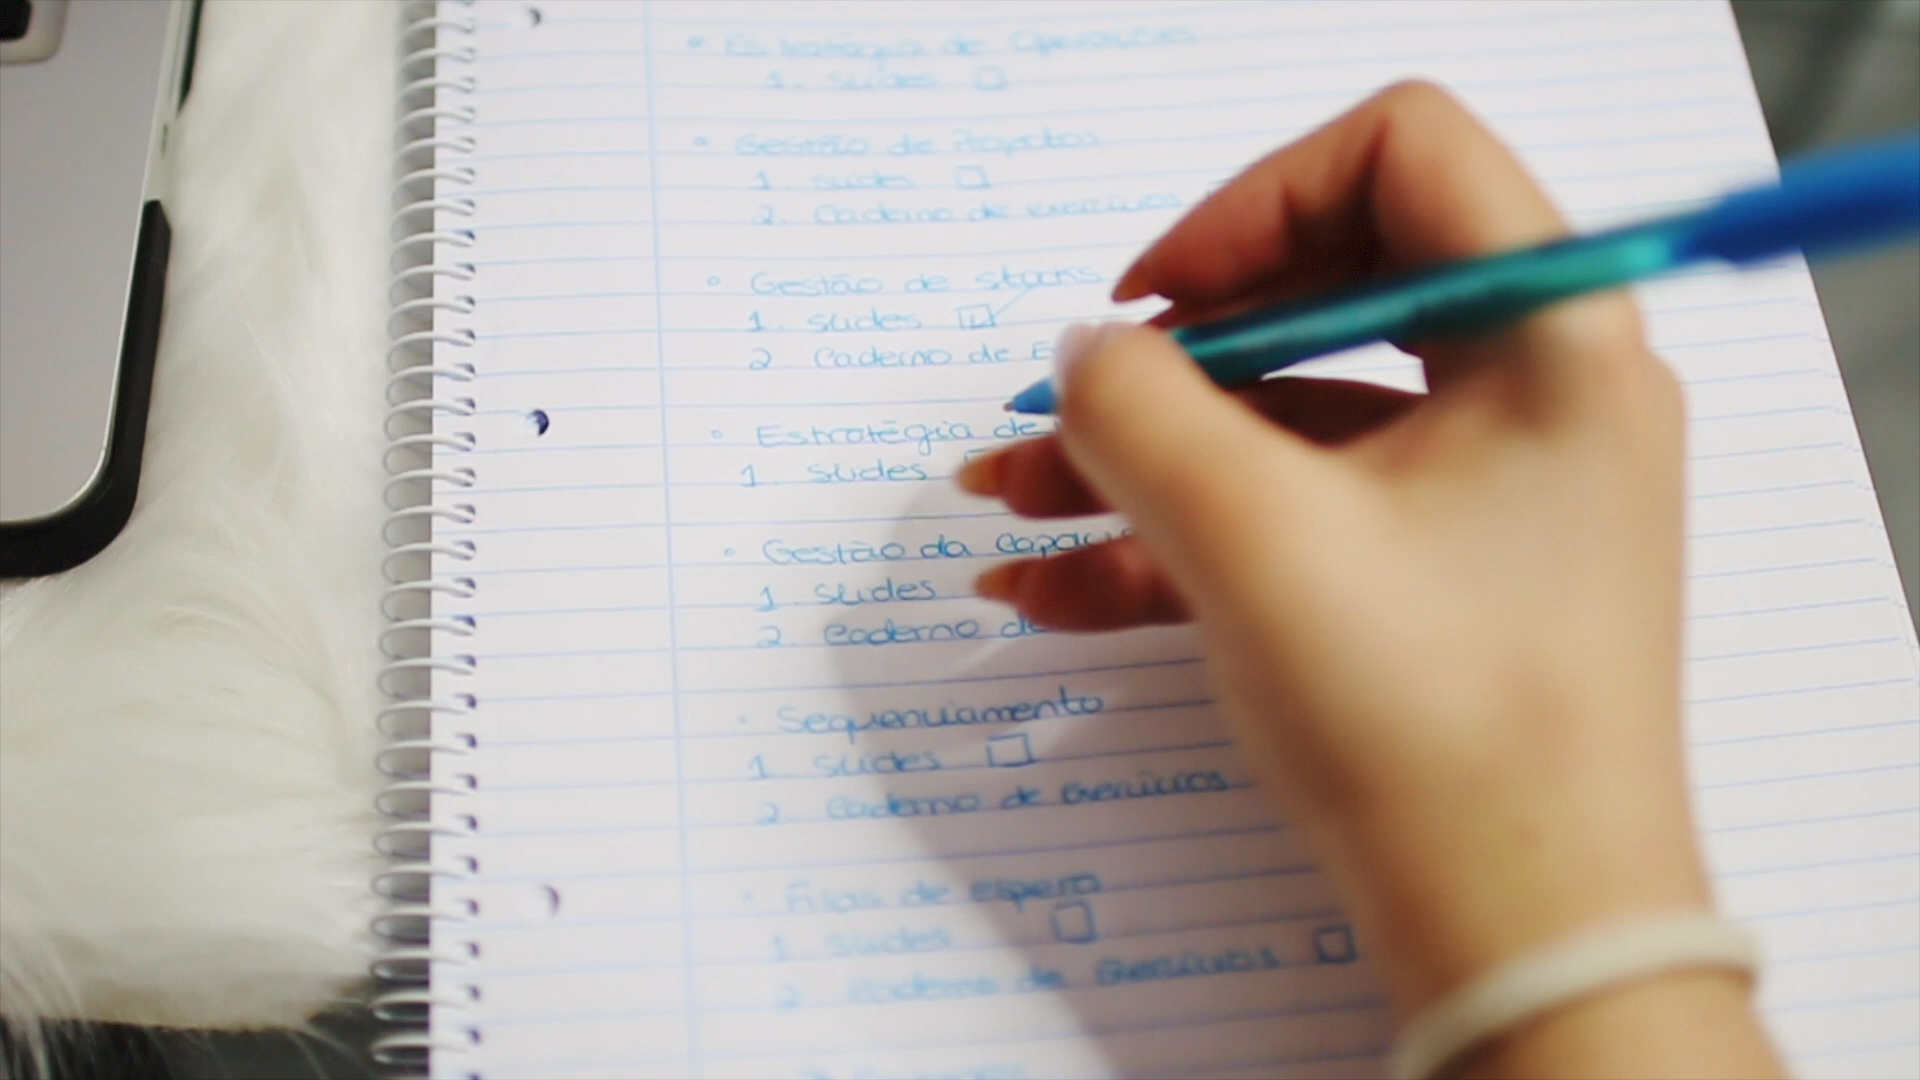 Estratégia de Operações
1. Slides
Gestão de Projetos
1. Slides
2. Caderno de exercícios
Gestão de stocks
1. Slides
2. Caderno de E
Estratégia de
1. Slides
Gestão da capaci
1. Slides
2. Caderno de
Sequenciamento
1. Slides
2. Caderno de Exercícios
Filas de espera
1. Slides
2. Caderno de Exercícios